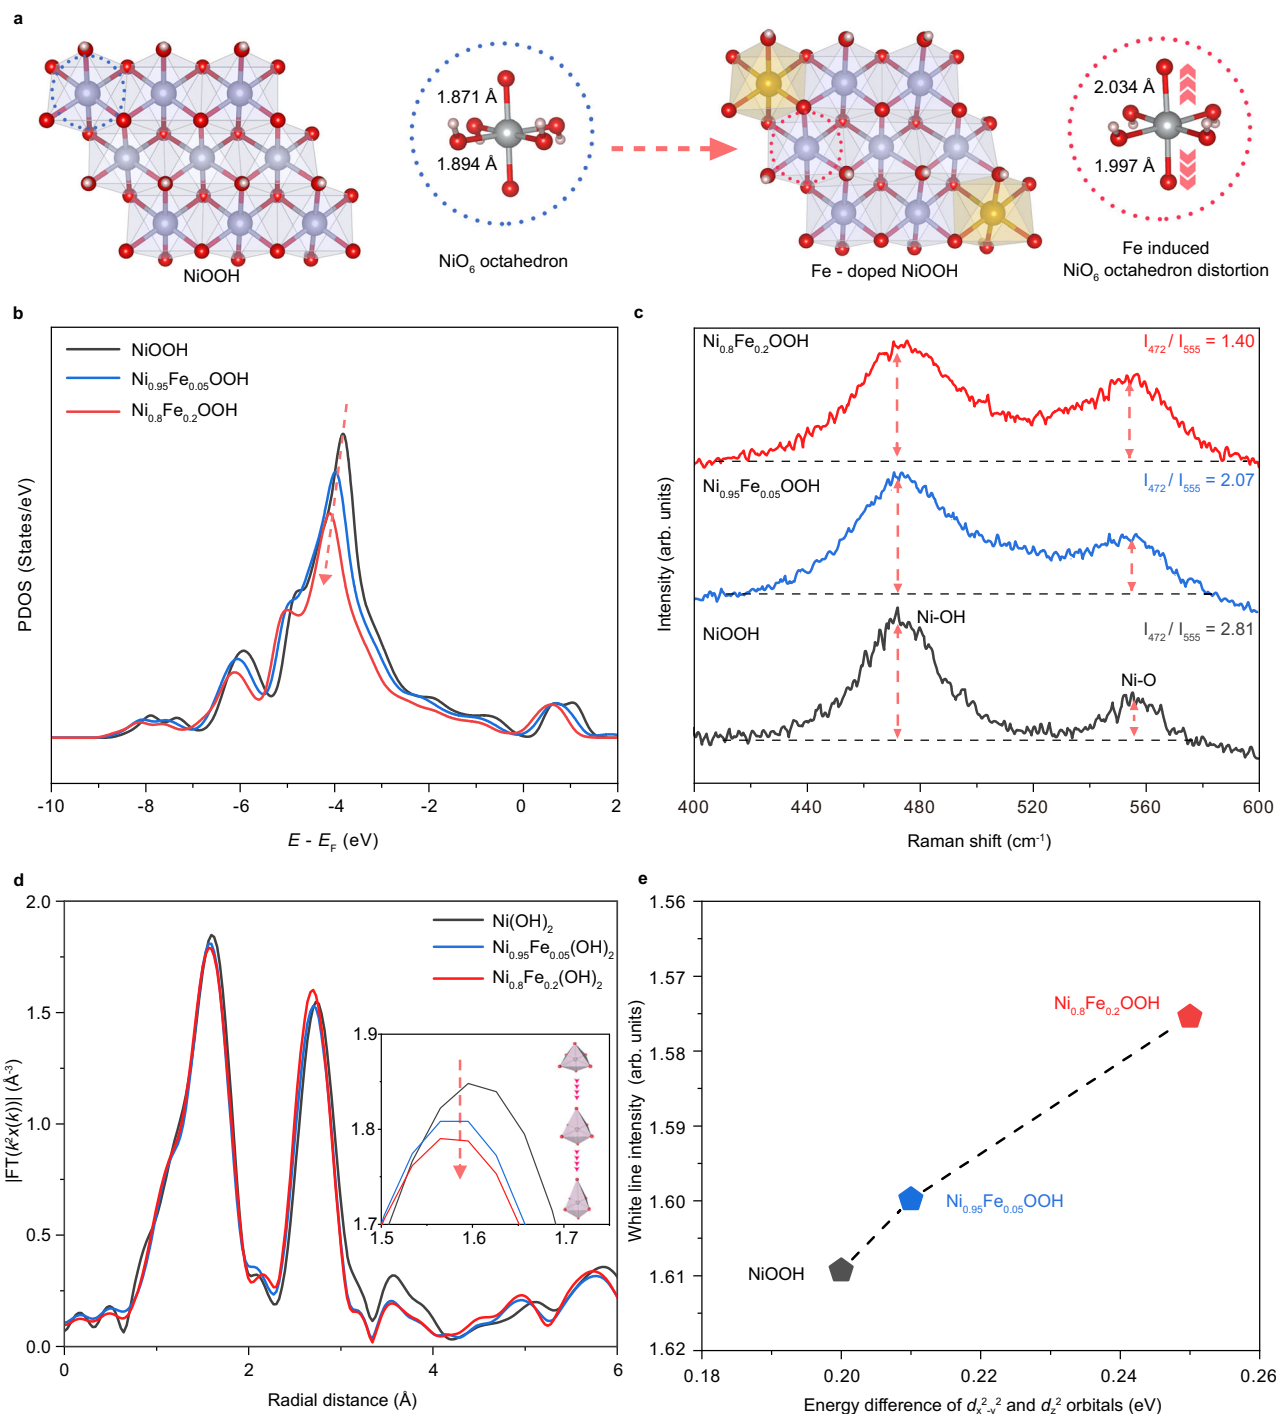 a
1.871 Å
1.894 Å
NiOOH
NiO₆ octahedron
2.034 Å
1.997 Å
Fe - doped NiOOH
Fe induced
NiO₆ octahedron distortion
b
NiOOH
Ni₀.₉₅Fe₀.₀₅OOH
Ni₀.₈Fe₀.₂OOH
PDOS (States/eV)
-10 -8 -6 -4 -2 0 2
E - E_F (eV)
c
Ni₀.₈Fe₀.₂OOH
I₄₇₂ / I₅₅₅ = 1.40
Ni₀.₉₅Fe₀.₀₅OOH
I₄₇₂ / I₅₅₅ = 2.07
NiOOH
Ni-OH
I₄₇₂ / I₅₅₅ = 2.81
Ni-O
Intensity (arb. units)
400 440 480 520 560 600
Raman shift (cm⁻¹)
d
Ni(OH)₂
Ni₀.₉₅Fe₀.₀₅(OH)₂
Ni₀.₈Fe₀.₂(OH)₂
|FT(k²x(k))| (Å⁻³)
2.0
1.5
1.0
0.5
0.0
0 2 4 6
Radial distance (Å)
1.9
1.8
1.7
1.5 1.6 1.7
e
White line intensity (arb. units)
1.56
1.57
1.58
1.59
1.60
1.61
1.62
Ni₀.₈Fe₀.₂OOH
Ni₀.₉₅Fe₀.₀₅OOH
NiOOH
0.18 0.20 0.22 0.24 0.26
Energy difference of dₓ²₋ᵧ² and d_z² orbitals (eV)